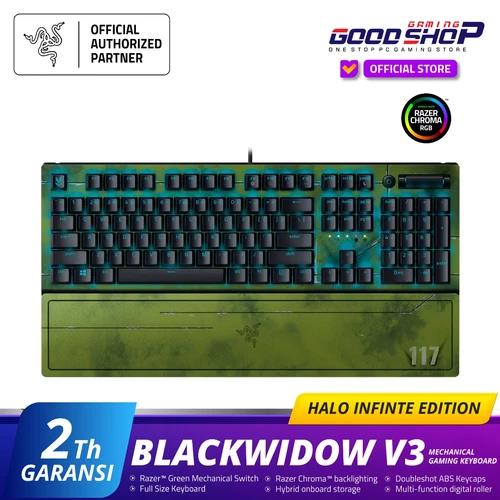 OFFICIAL
AUTHORIZED
PARTNER
GAMING
GOODSHOP
ONE STOP PC GAMING STORE
OFFICIAL STORE
RAZER
CHROMA
RGB
117
HALO INFINTE EDITION
2Th
GARANSI
BLACKWIDOW V3
MECHANICAL
GAMING KEYBOARD
• Razer™ Green Mechanical Switch
• Full Size Keyboard
• Razer Chroma™ backlighting
• Hybrid onboard storage
• Doubleshot ABS Keycaps
• Multi-function digital roller